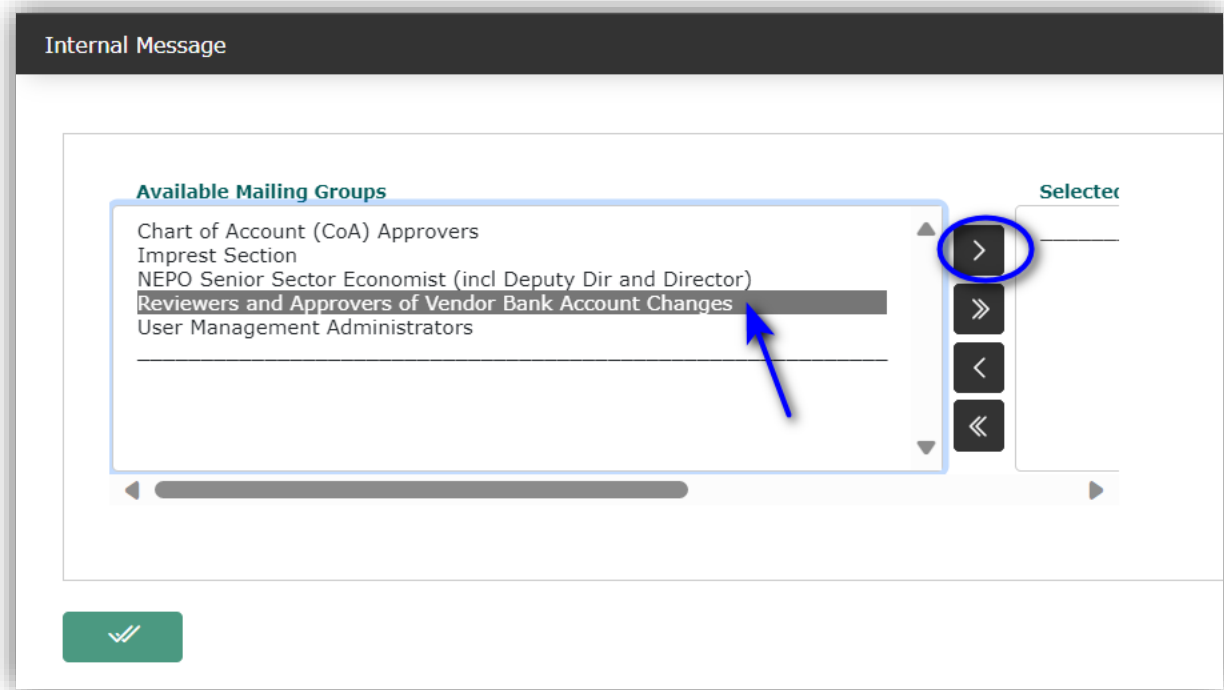 Internal Message
Available Mailing Groups
Selected
Chart of Account (CoA) Approvers
Imprest Section
NEPO Senior Sector Economist (incl Deputy Dir and Director)
Reviewers and Approvers of Vendor Bank Account Changes
User Management Administrators